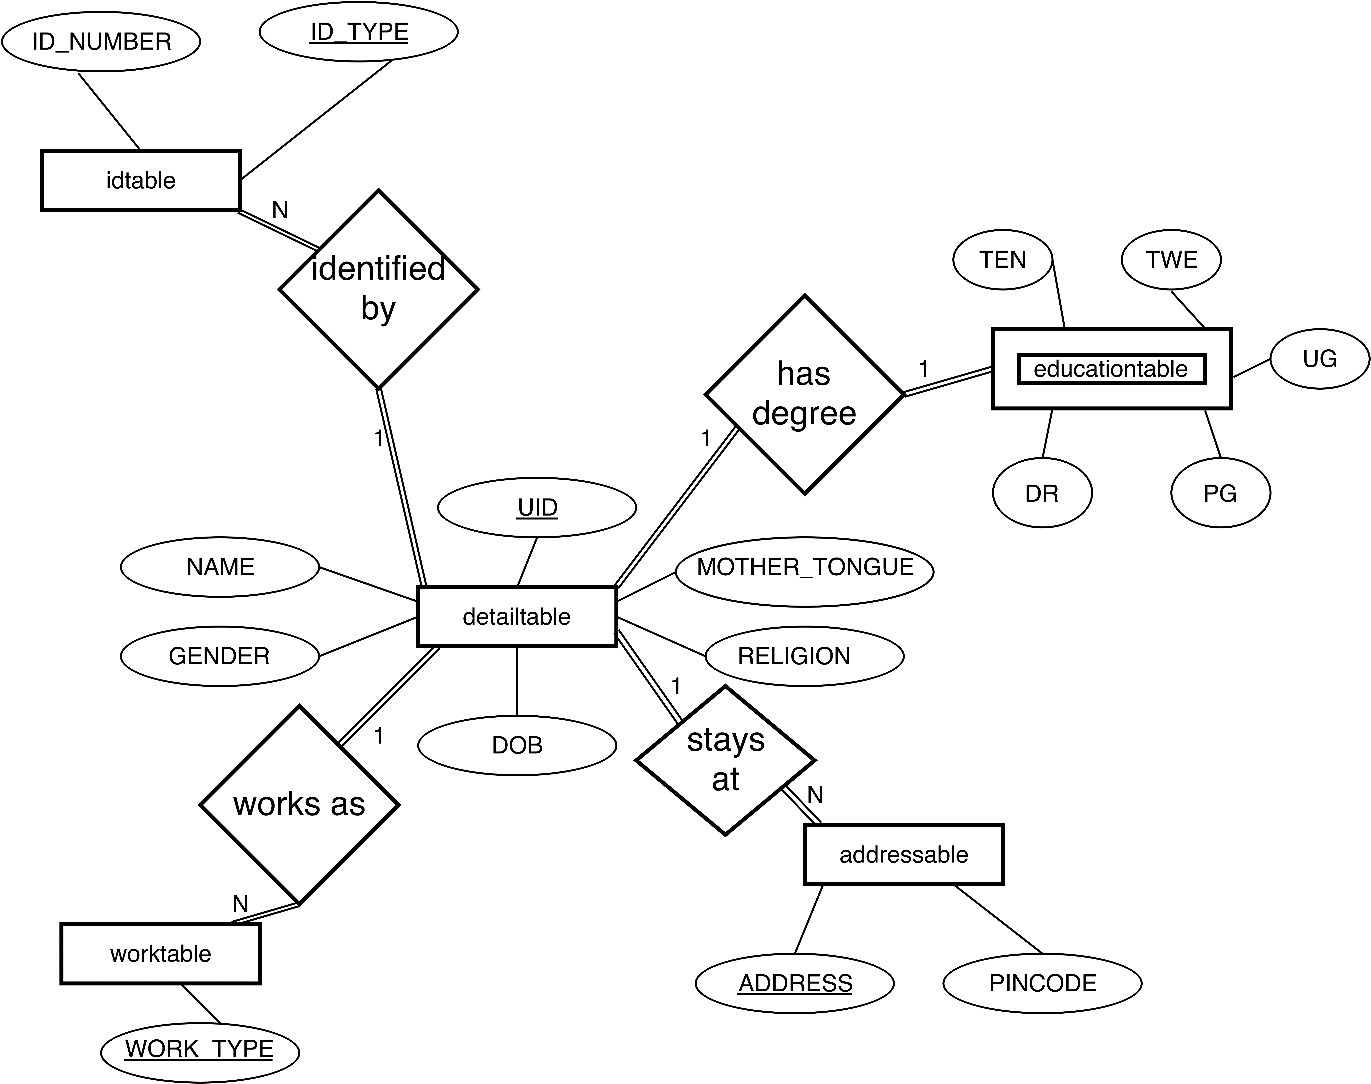 ID_NUMBER
ID_TYPE
idtable
N
identified
by
TEN
TWE
has
degree
1
educationtable
UG
1
1
DR
PG
UID
NAME
MOTHER_TONGUE
detailtable
GENDER
RELIGION
1
1
DOB
stays
at
works as
N
addressable
N
worktable
ADDRESS
PINCODE
WORK_TYPE